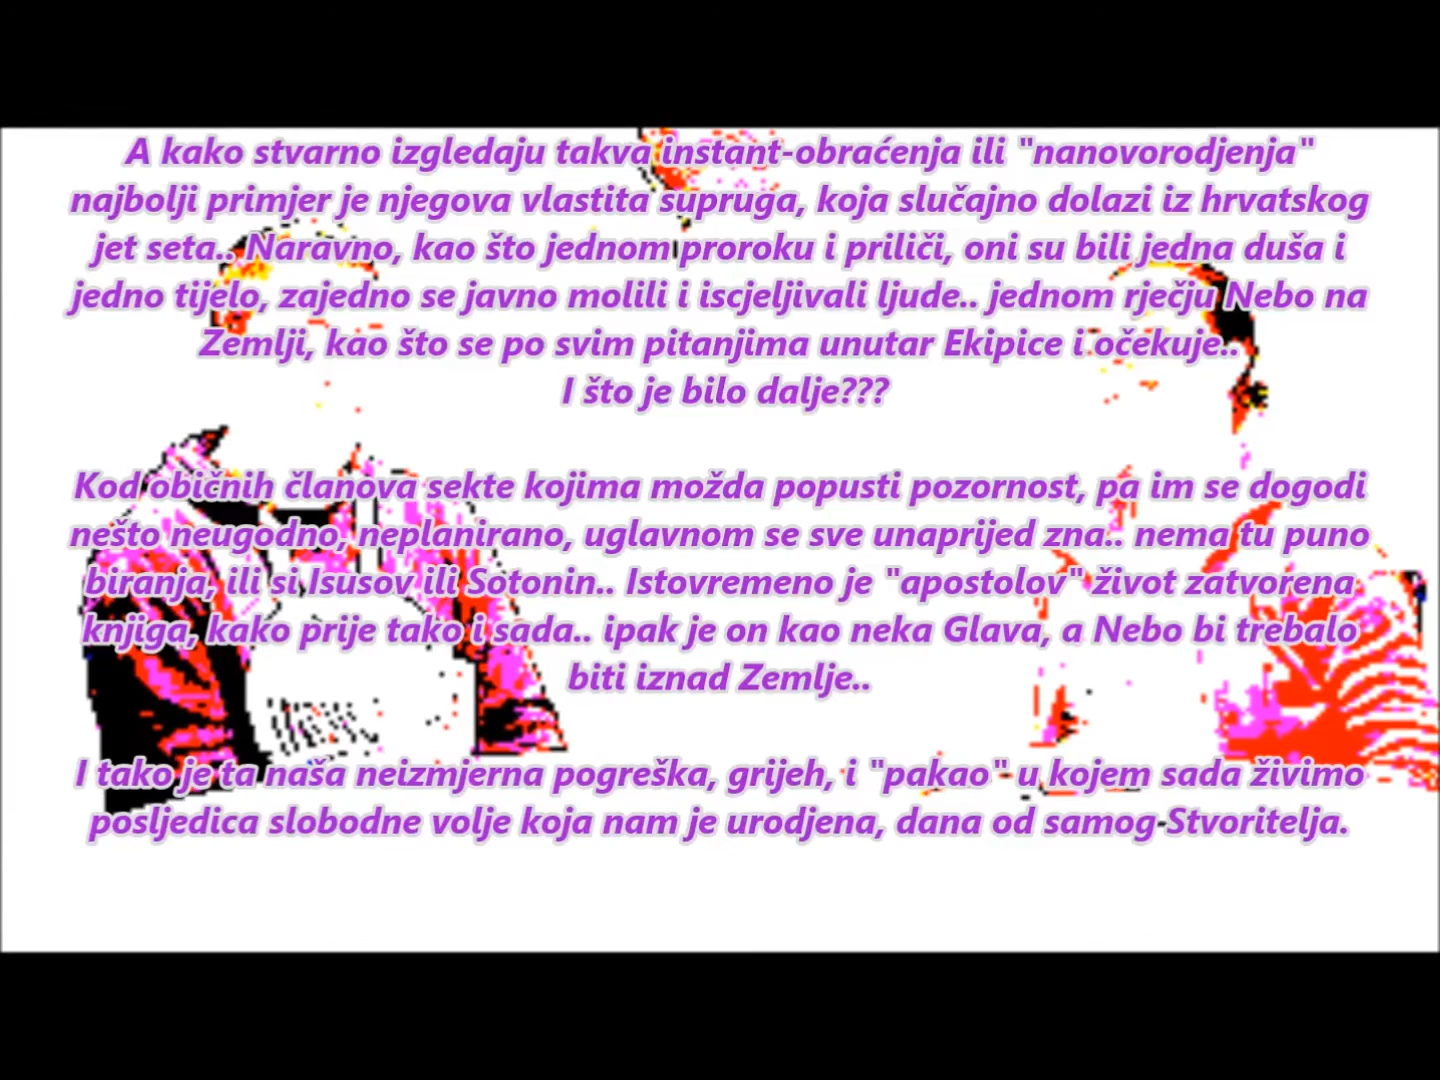 A kako stvarno izgledaju takva instant-obraćenja ili "nanovorodjenja"
najbolji primjer je njegova vlastita supruga, koja slučajno dolazi iz hrvatskog
jet seta.. Naravno, kao što jednom proroku i priliči, oni su bili jedna duša i
jedno tijelo, zajedno se javno molili i iscjeljivali ljude.. jednom rječju Nebo na
Zemlji, kao što se po svim pitanjima unutar Ekipice i očekuje..
I što je bilo dalje???
Kod običnih članova sekte kojima možda popusti pozornost, pa im se dogodi
nešto neugodno, neplanirano, uglavnom se sve unaprijed zna.. nema tu puno
biranja, ili si Isusov ili Sotonin.. Istovremeno je "apostolov" život zatvorena
knjiga, kako prije tako i sada.. ipak je on kao neka Glava, a Nebo bi trebalo
biti iznad Zemlje..
I tako je ta naša neizmjerna pogreška, grijeh, i "pakao" u kojem sada živimo
posljedica slobodne volje koja nam je urodjena, dana od samog Stvoritelja.